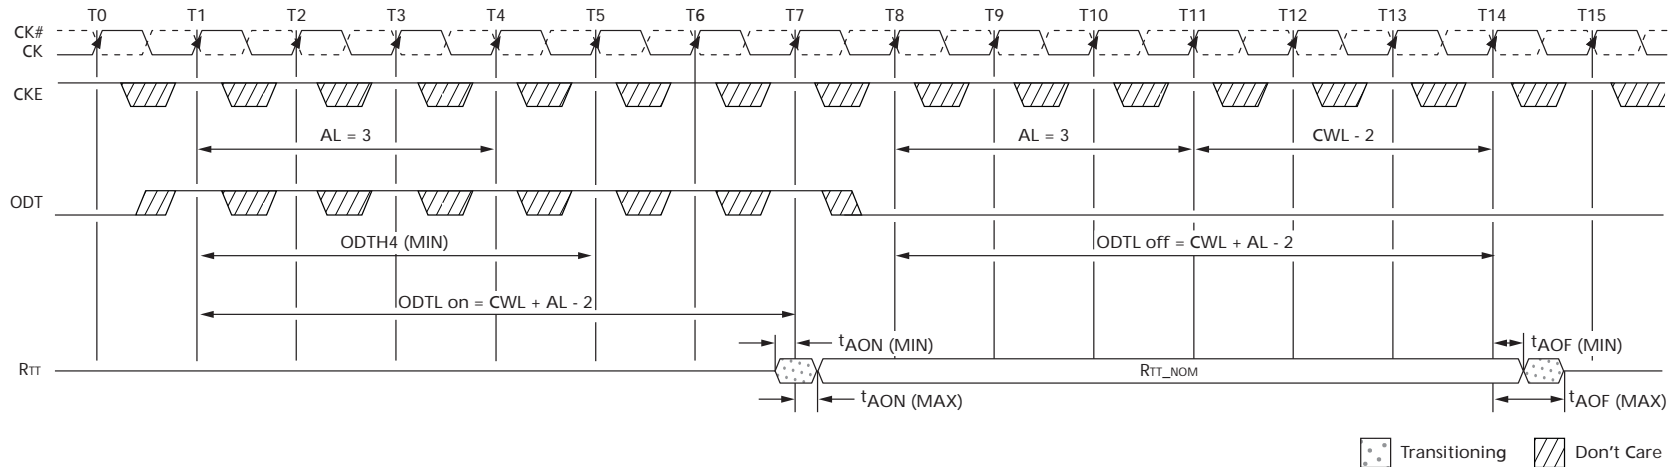 T0 T1 T2 T3 T4 T5 T6 T7 T8 T9 T10 T11 T12 T13 T14 T15
CK#
CK
CKE
AL = 3 AL = 3 CWL - 2
ODT
ODTH4 (MIN) ODTL off = CWL + AL - 2
ODTL on = CWL + AL - 2
tAON (MIN) tAOF (MIN)
RTT RTT_NOM
tAON (MAX) tAOF (MAX)
Transitioning Don't Care